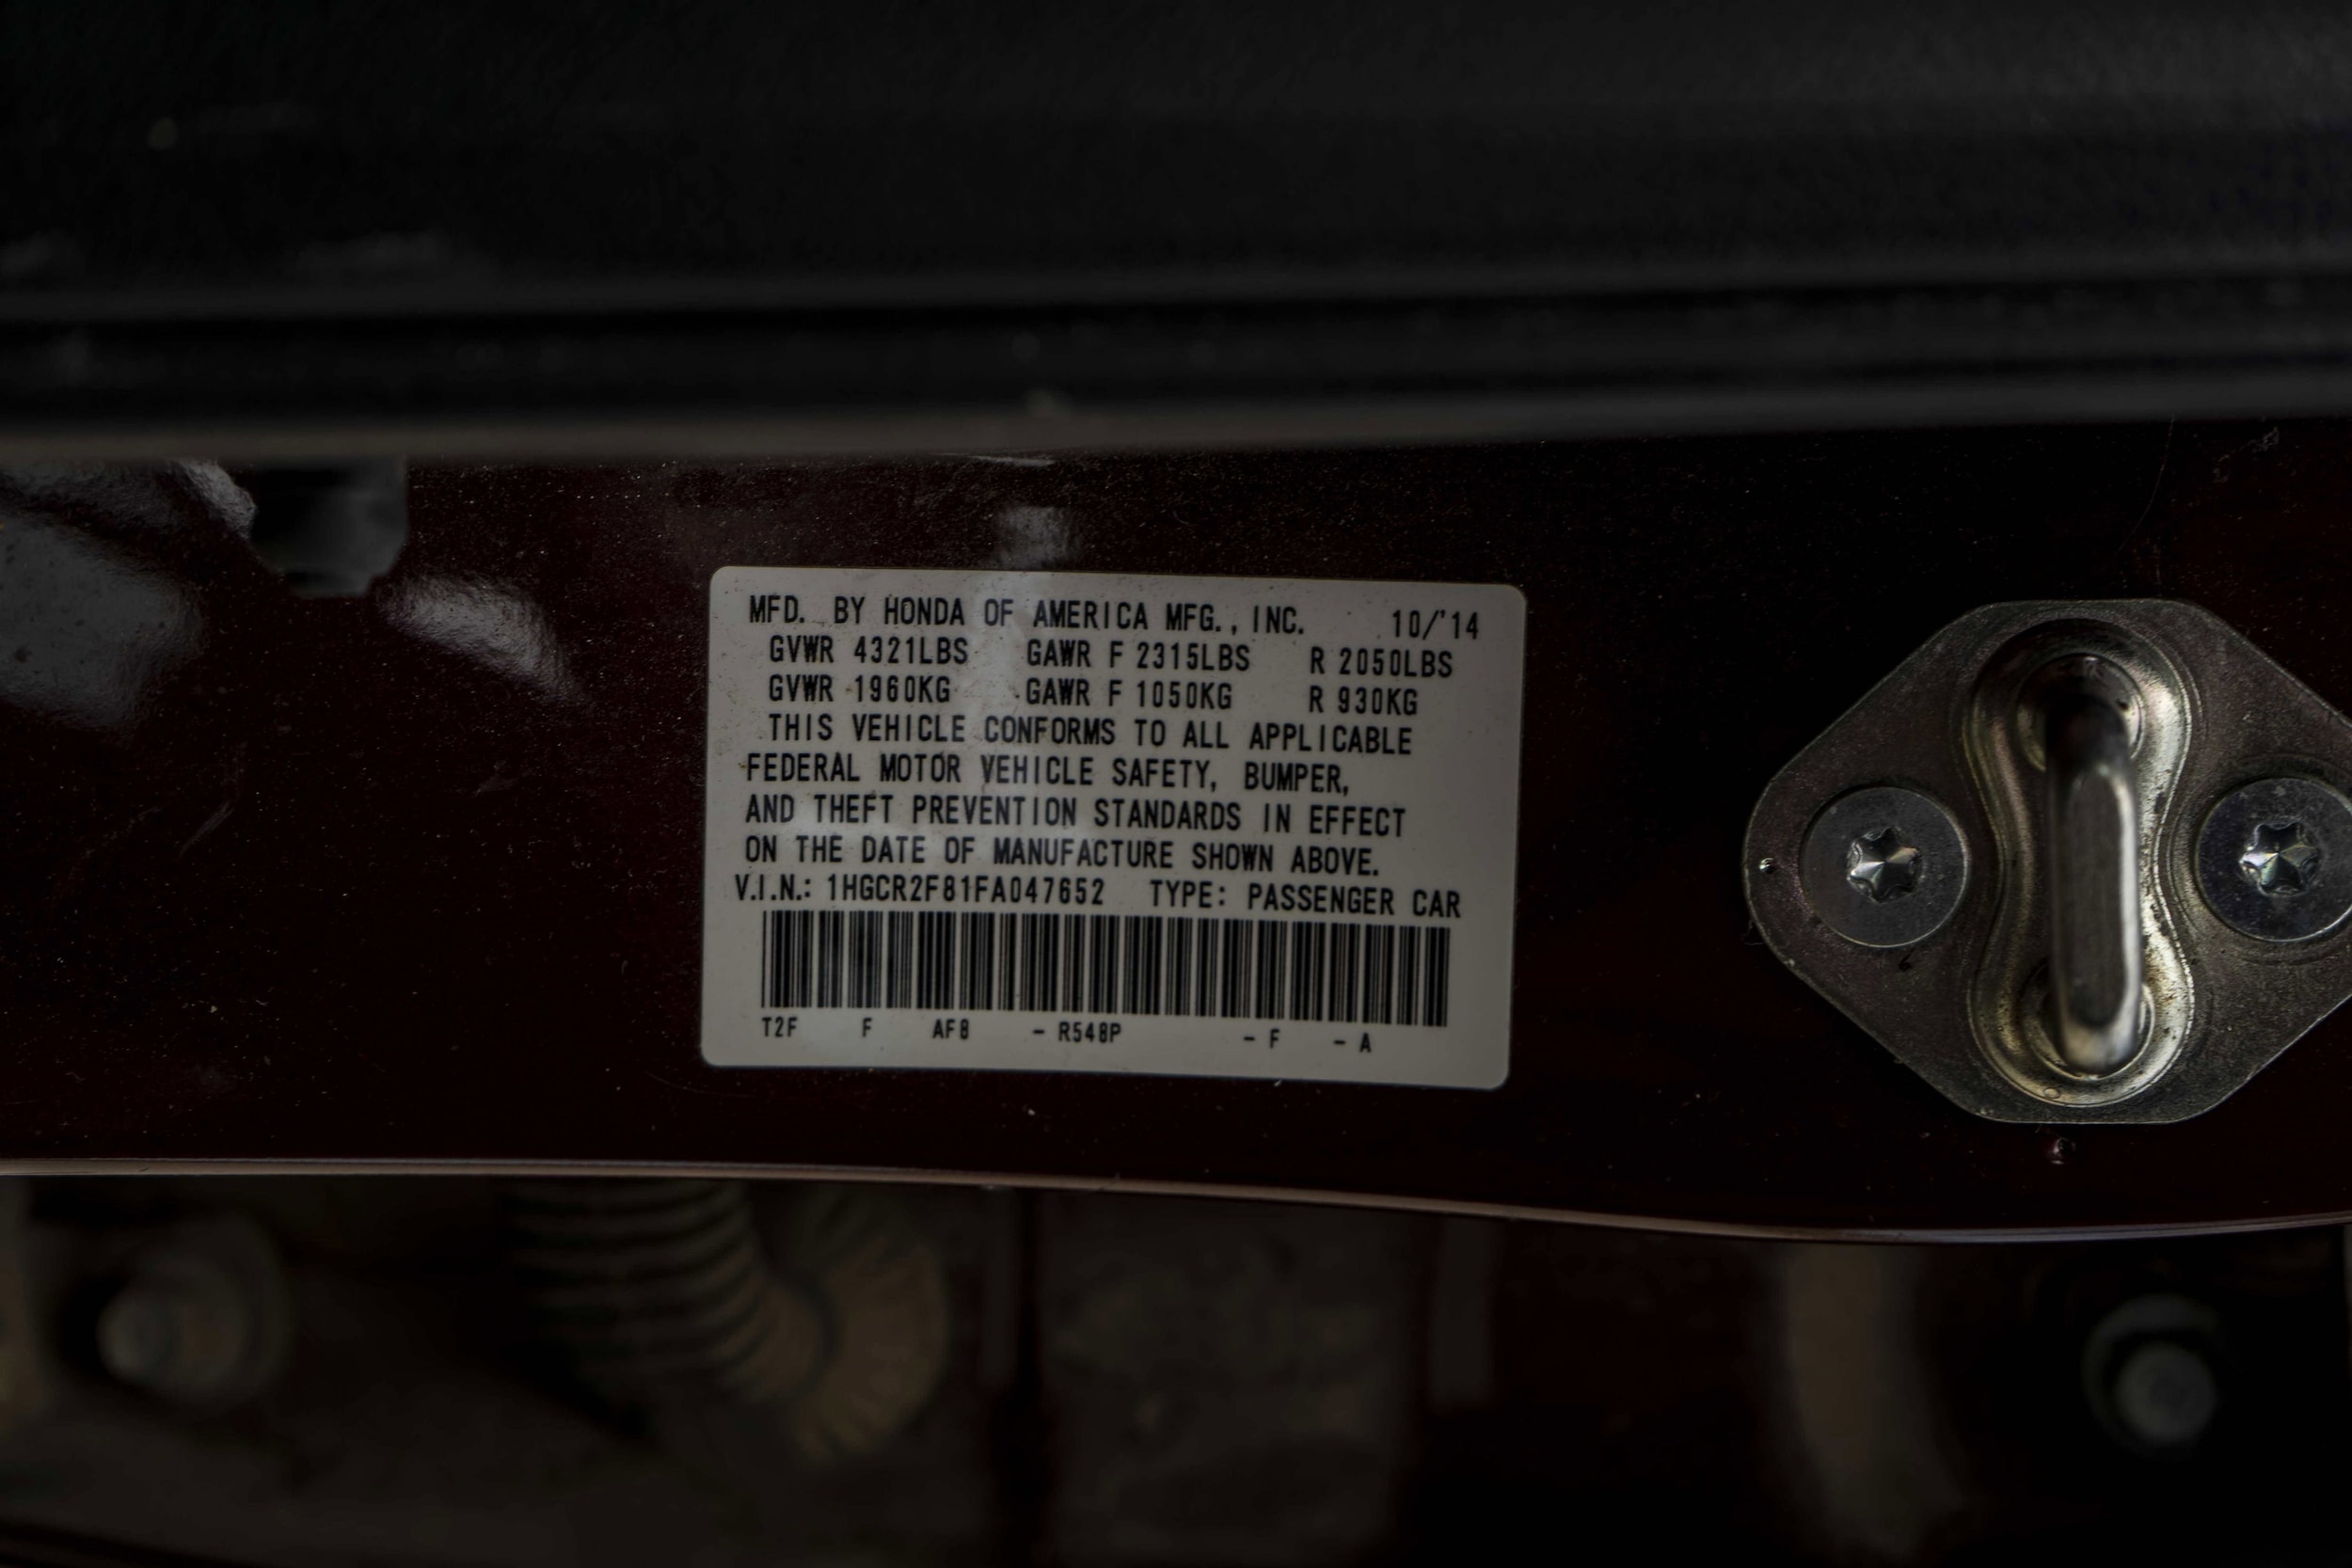 MFD. BY HONDA OF AMERICA MFG., INC. 10/'14
GVWR 4321LBS GAWR F 2315LBS R 2050LBS
GVWR 1960KG GAWR F 1050KG R 930KG
THIS VEHICLE CONFORMS TO ALL APPLICABLE
FEDERAL MOTOR VEHICLE SAFETY, BUMPER,
AND THEFT PREVENTION STANDARDS IN EFFECT
ON THE DATE OF MANUFACTURE SHOWN ABOVE.
V.I.N.: 1HGCR2F81FA047652 TYPE: PASSENGER CAR
T2F F AF8 - R548P - F - A